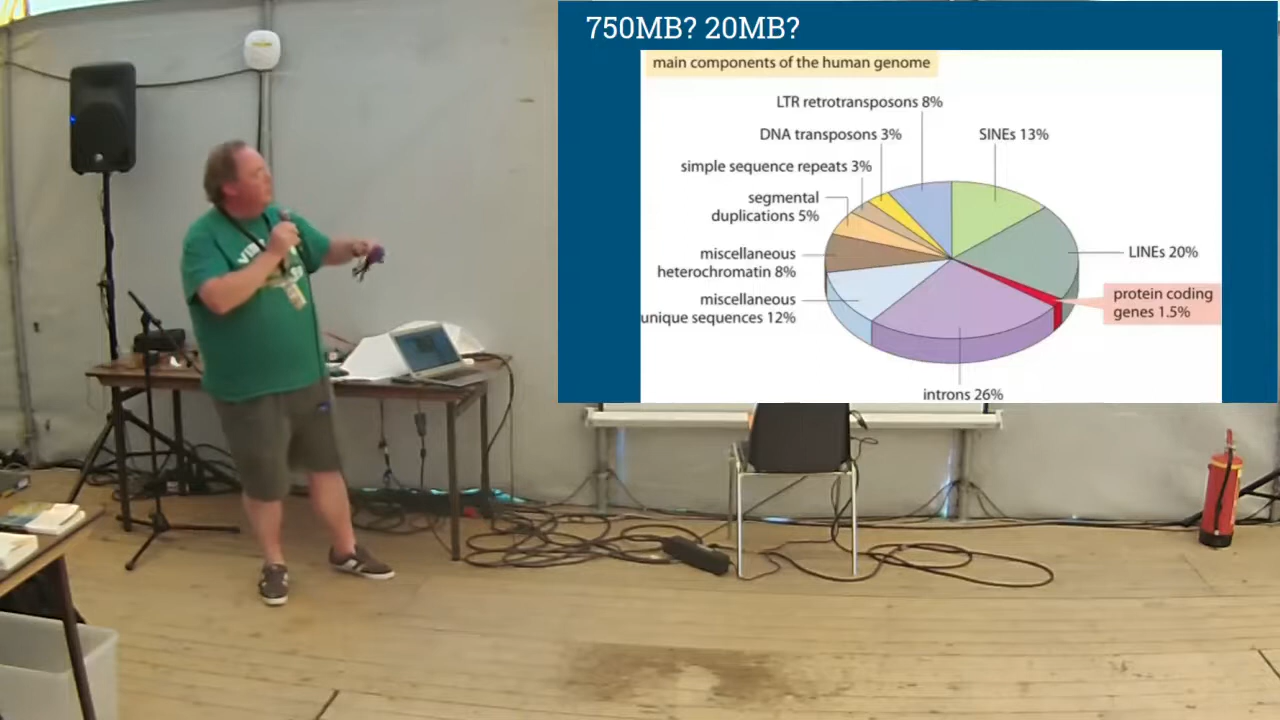 750MB? 20MB?
main components of the human genome
LTR retrotransposons 8%
DNA transposons 3%
SINEs 13%
simple sequence repeats 3%
segmental
duplications 5%
miscellaneous
heterochromatin 8%
LINEs 20%
miscellaneous
unique sequences 12%
protein coding
genes 1.5%
introns 26%